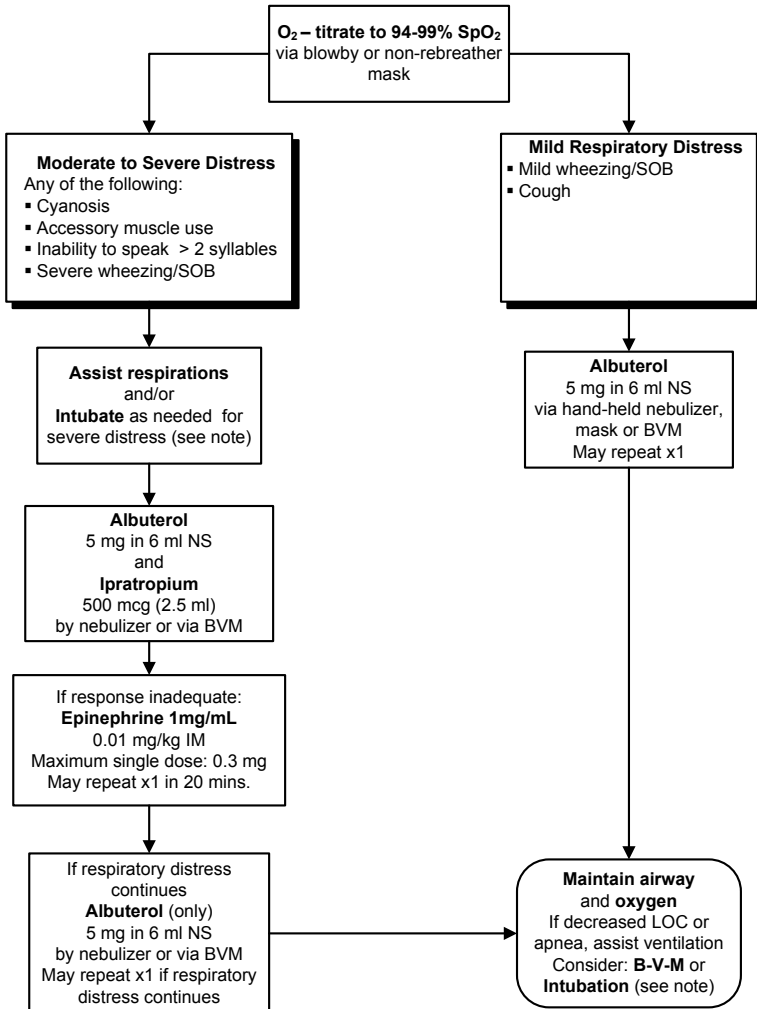 O₂ – titrate to 94-99% SpO₂
via blowby or non-rebreather
mask
Moderate to Severe Distress
Any of the following:
▪ Cyanosis
▪ Accessory muscle use
▪ Inability to speak > 2 syllables
▪ Severe wheezing/SOB
Mild Respiratory Distress
▪ Mild wheezing/SOB
▪ Cough
Assist respirations
and/or
Intubate as needed for
severe distress (see note)
Albuterol
5 mg in 6 ml NS
via hand-held nebulizer,
mask or BVM
May repeat x1
Albuterol
5 mg in 6 ml NS
and
Ipratropium
500 mcg (2.5 ml)
by nebulizer or via BVM
If response inadequate:
Epinephrine 1mg/mL
0.01 mg/kg IM
Maximum single dose: 0.3 mg
May repeat x1 in 20 mins.
If respiratory distress
continues
Albuterol (only)
5 mg in 6 ml NS
by nebulizer or via BVM
May repeat x1 if respiratory
distress continues
Maintain airway
and oxygen
If decreased LOC or
apnea, assist ventilation
Consider: B-V-M or
Intubation (see note)